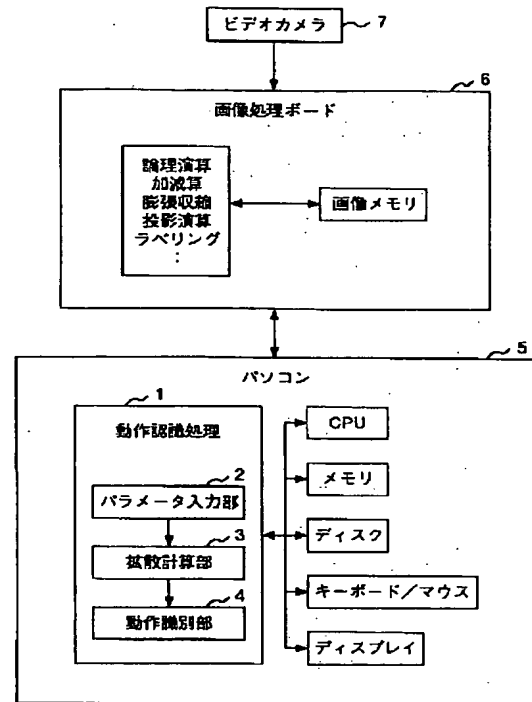 ビデオカメラ
7
6
画像処理ボード
論理演算
加減算
膨張収縮
投影演算
ラベリング
:
画像メモリ
5
パソコン
1
動作認識処理
2
パラメータ入力部
3
拡散計算部
4
動作識別部
CPU
メモリ
ディスク
キーボード/マウス
ディスプレイ